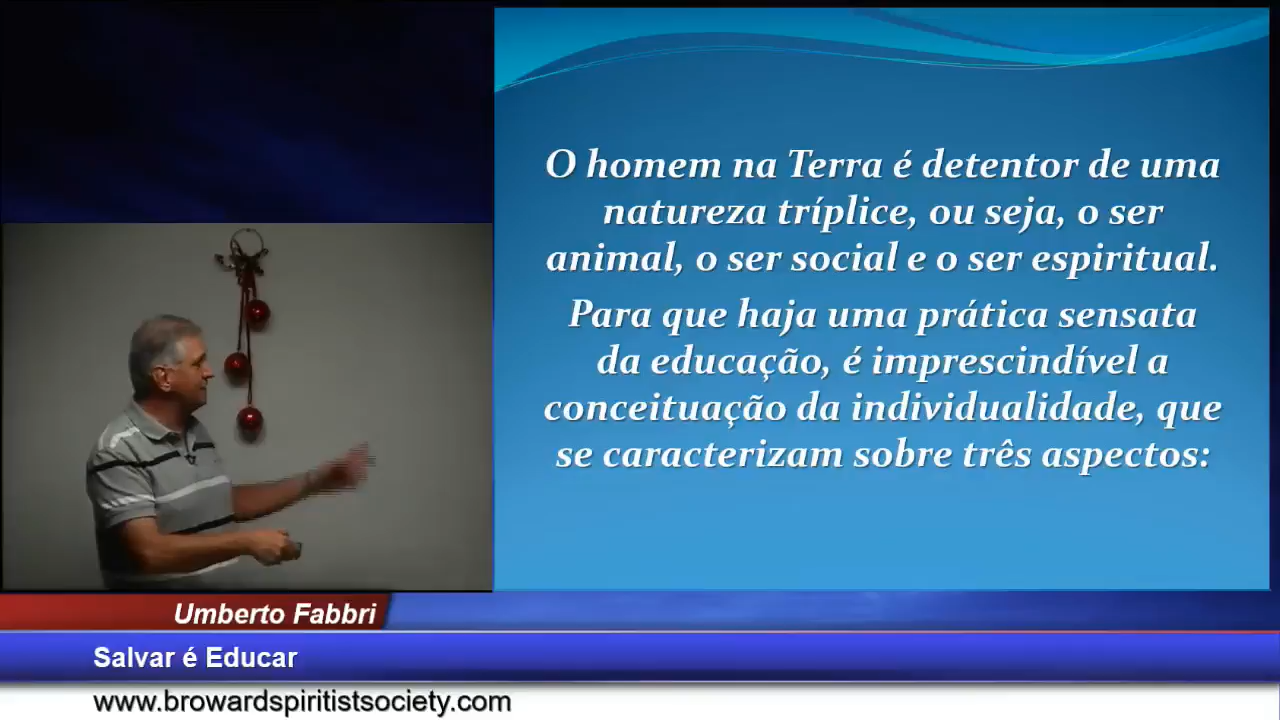 O homem na Terra é detentor de uma
natureza tríplice, ou seja, o ser
animal, o ser social e o ser espiritual.
Para que haja uma prática sensata
da educação, é imprescindível a
conceituação da individualidade, que
se caracterizam sobre três aspectos:
Umberto Fabbri
Salvar é Educar
www.browardspiritistsociety.com